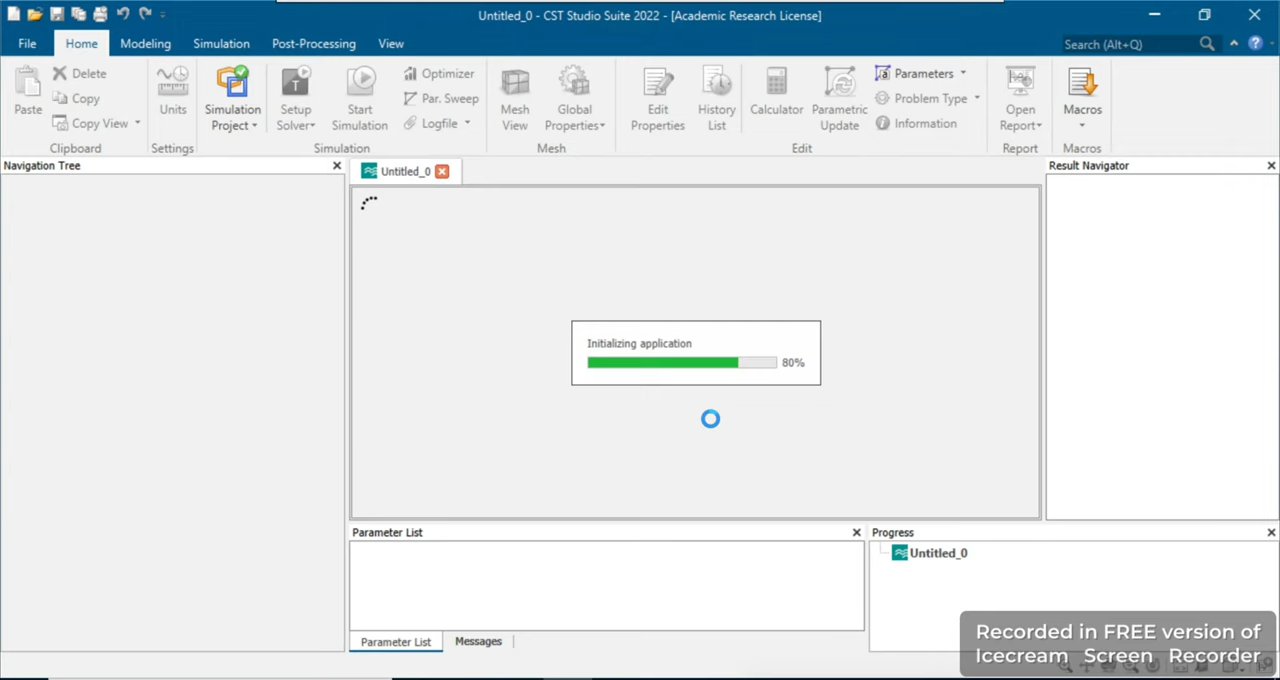 Untitled_0 - CST Studio Suite 2022 - [Academic Research License]
File Home Modeling Simulation Post-Processing View Search (Alt+Q)
Paste
Delete
Copy
Copy View
Clipboard
Units
Settings
Simulation
Project
Setup
Solver
Start
Simulation
Optimizer
Par. Sweep
Logfile
Simulation
Mesh
View
Global
Properties
Mesh
Edit
Properties
History
List
Calculator
Parametric
Update
Parameters
Problem Type
Information
Edit
Open
Report
Report
Macros
Macros
Navigation Tree
Untitled_0
Result Navigator
Initializing application
80%
Parameter List
Progress
Untitled_0
Parameter List Messages
Recorded in FREE version of
Icecream Screen Recorder